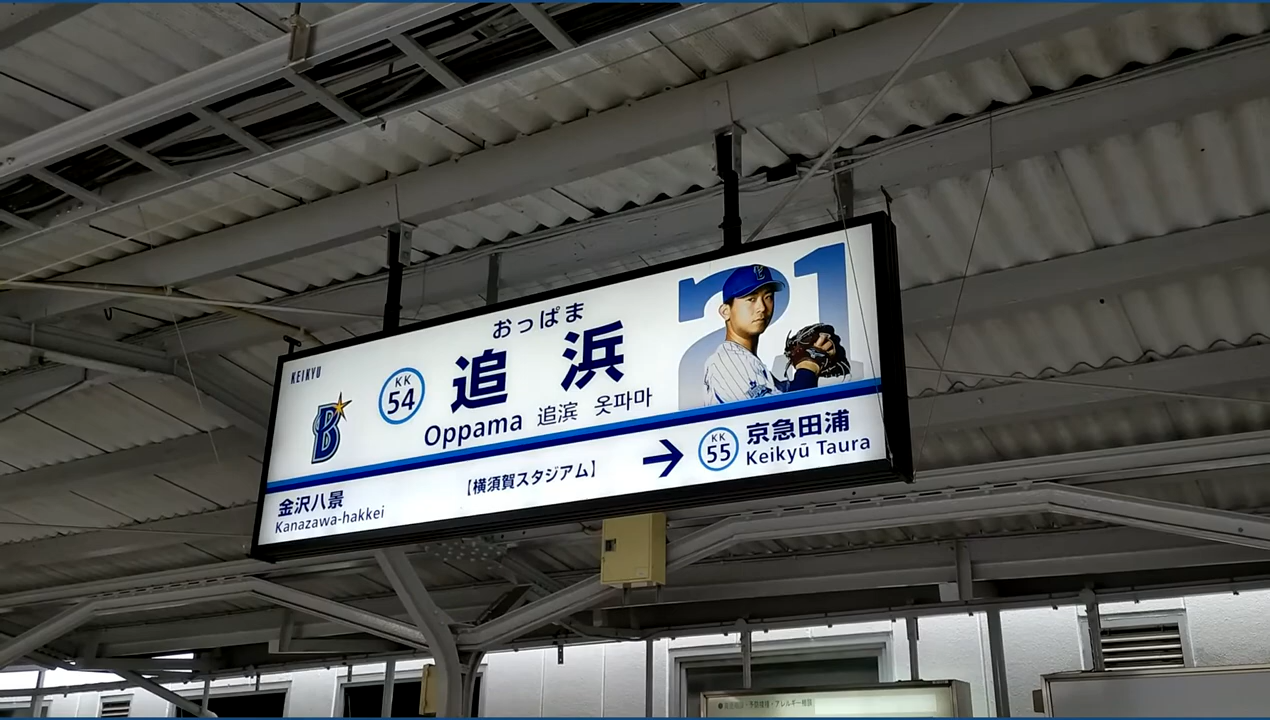 KEIKYU
B
KK
54
おっぱま
追 浜
Oppama 追滨 옷파마
21
金沢八景
Kanazawa-hakkei
【横須賀スタジアム】
→
KK
55
京急田浦
Keikyū Taura